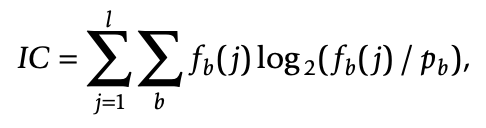 IC = \sum_{j=1}^{l} \sum_{b} f_b(j) \log_2(f_b(j) / p_b),